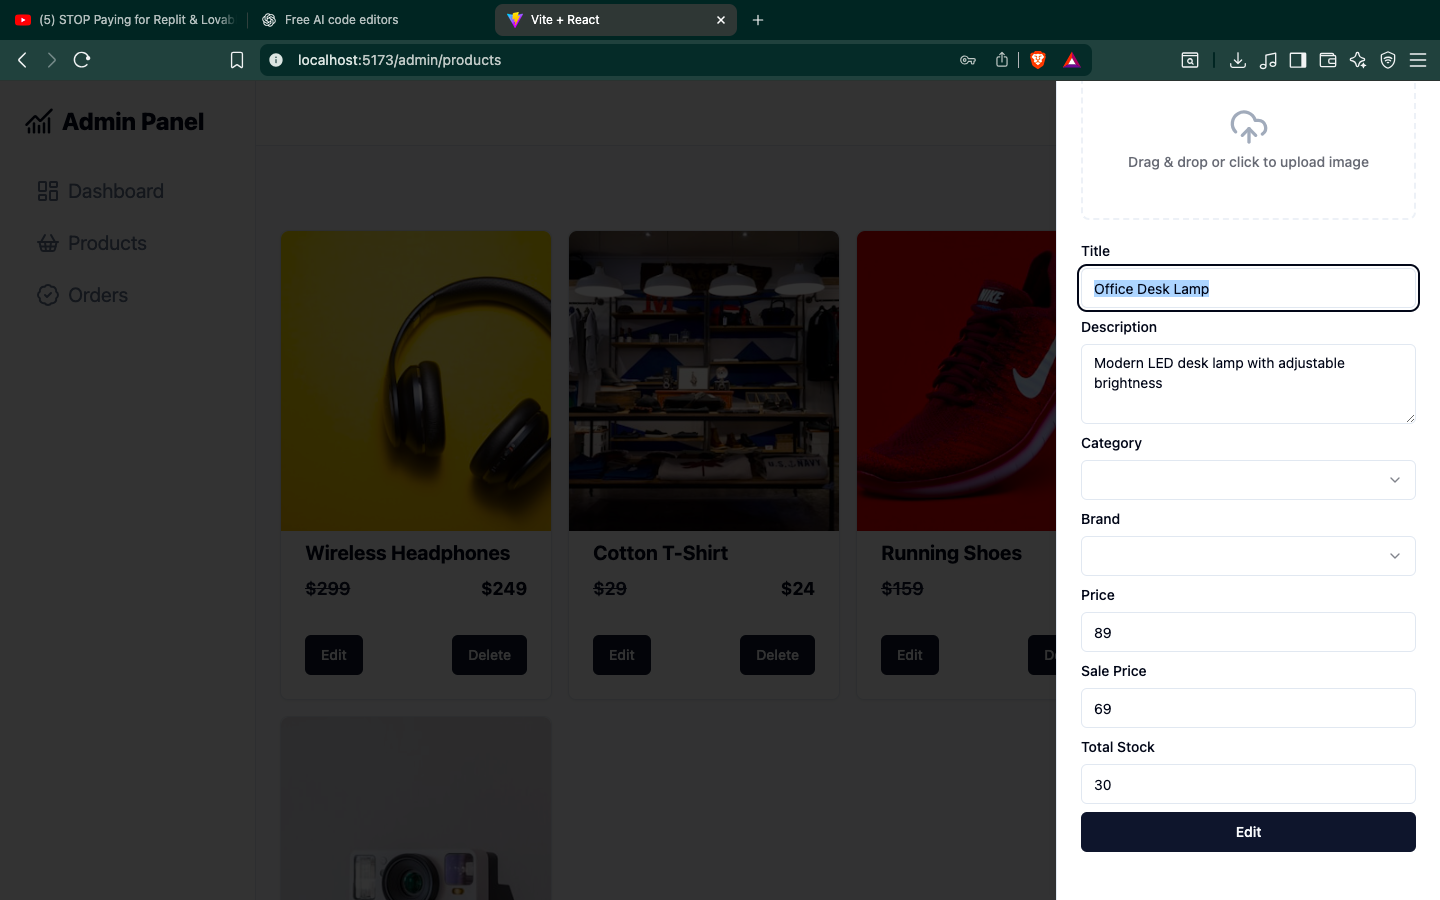 (5) STOP Paying for Replit & Lovab
Free AI code editors
Vite + React
localhost:5173/admin/products
Admin Panel
Dashboard
Products
Orders
NIKE
U.S. NAVY
Wireless Headphones
$299
$249
Edit
Delete
Cotton T-Shirt
$29
$24
Edit
Delete
Running Shoes
$159
Edit
De
Drag & drop or click to upload image
Title
Office Desk Lamp
Description
Modern LED desk lamp with adjustable
brightness
Category
Brand
Price
89
Sale Price
69
Total Stock
30
Edit